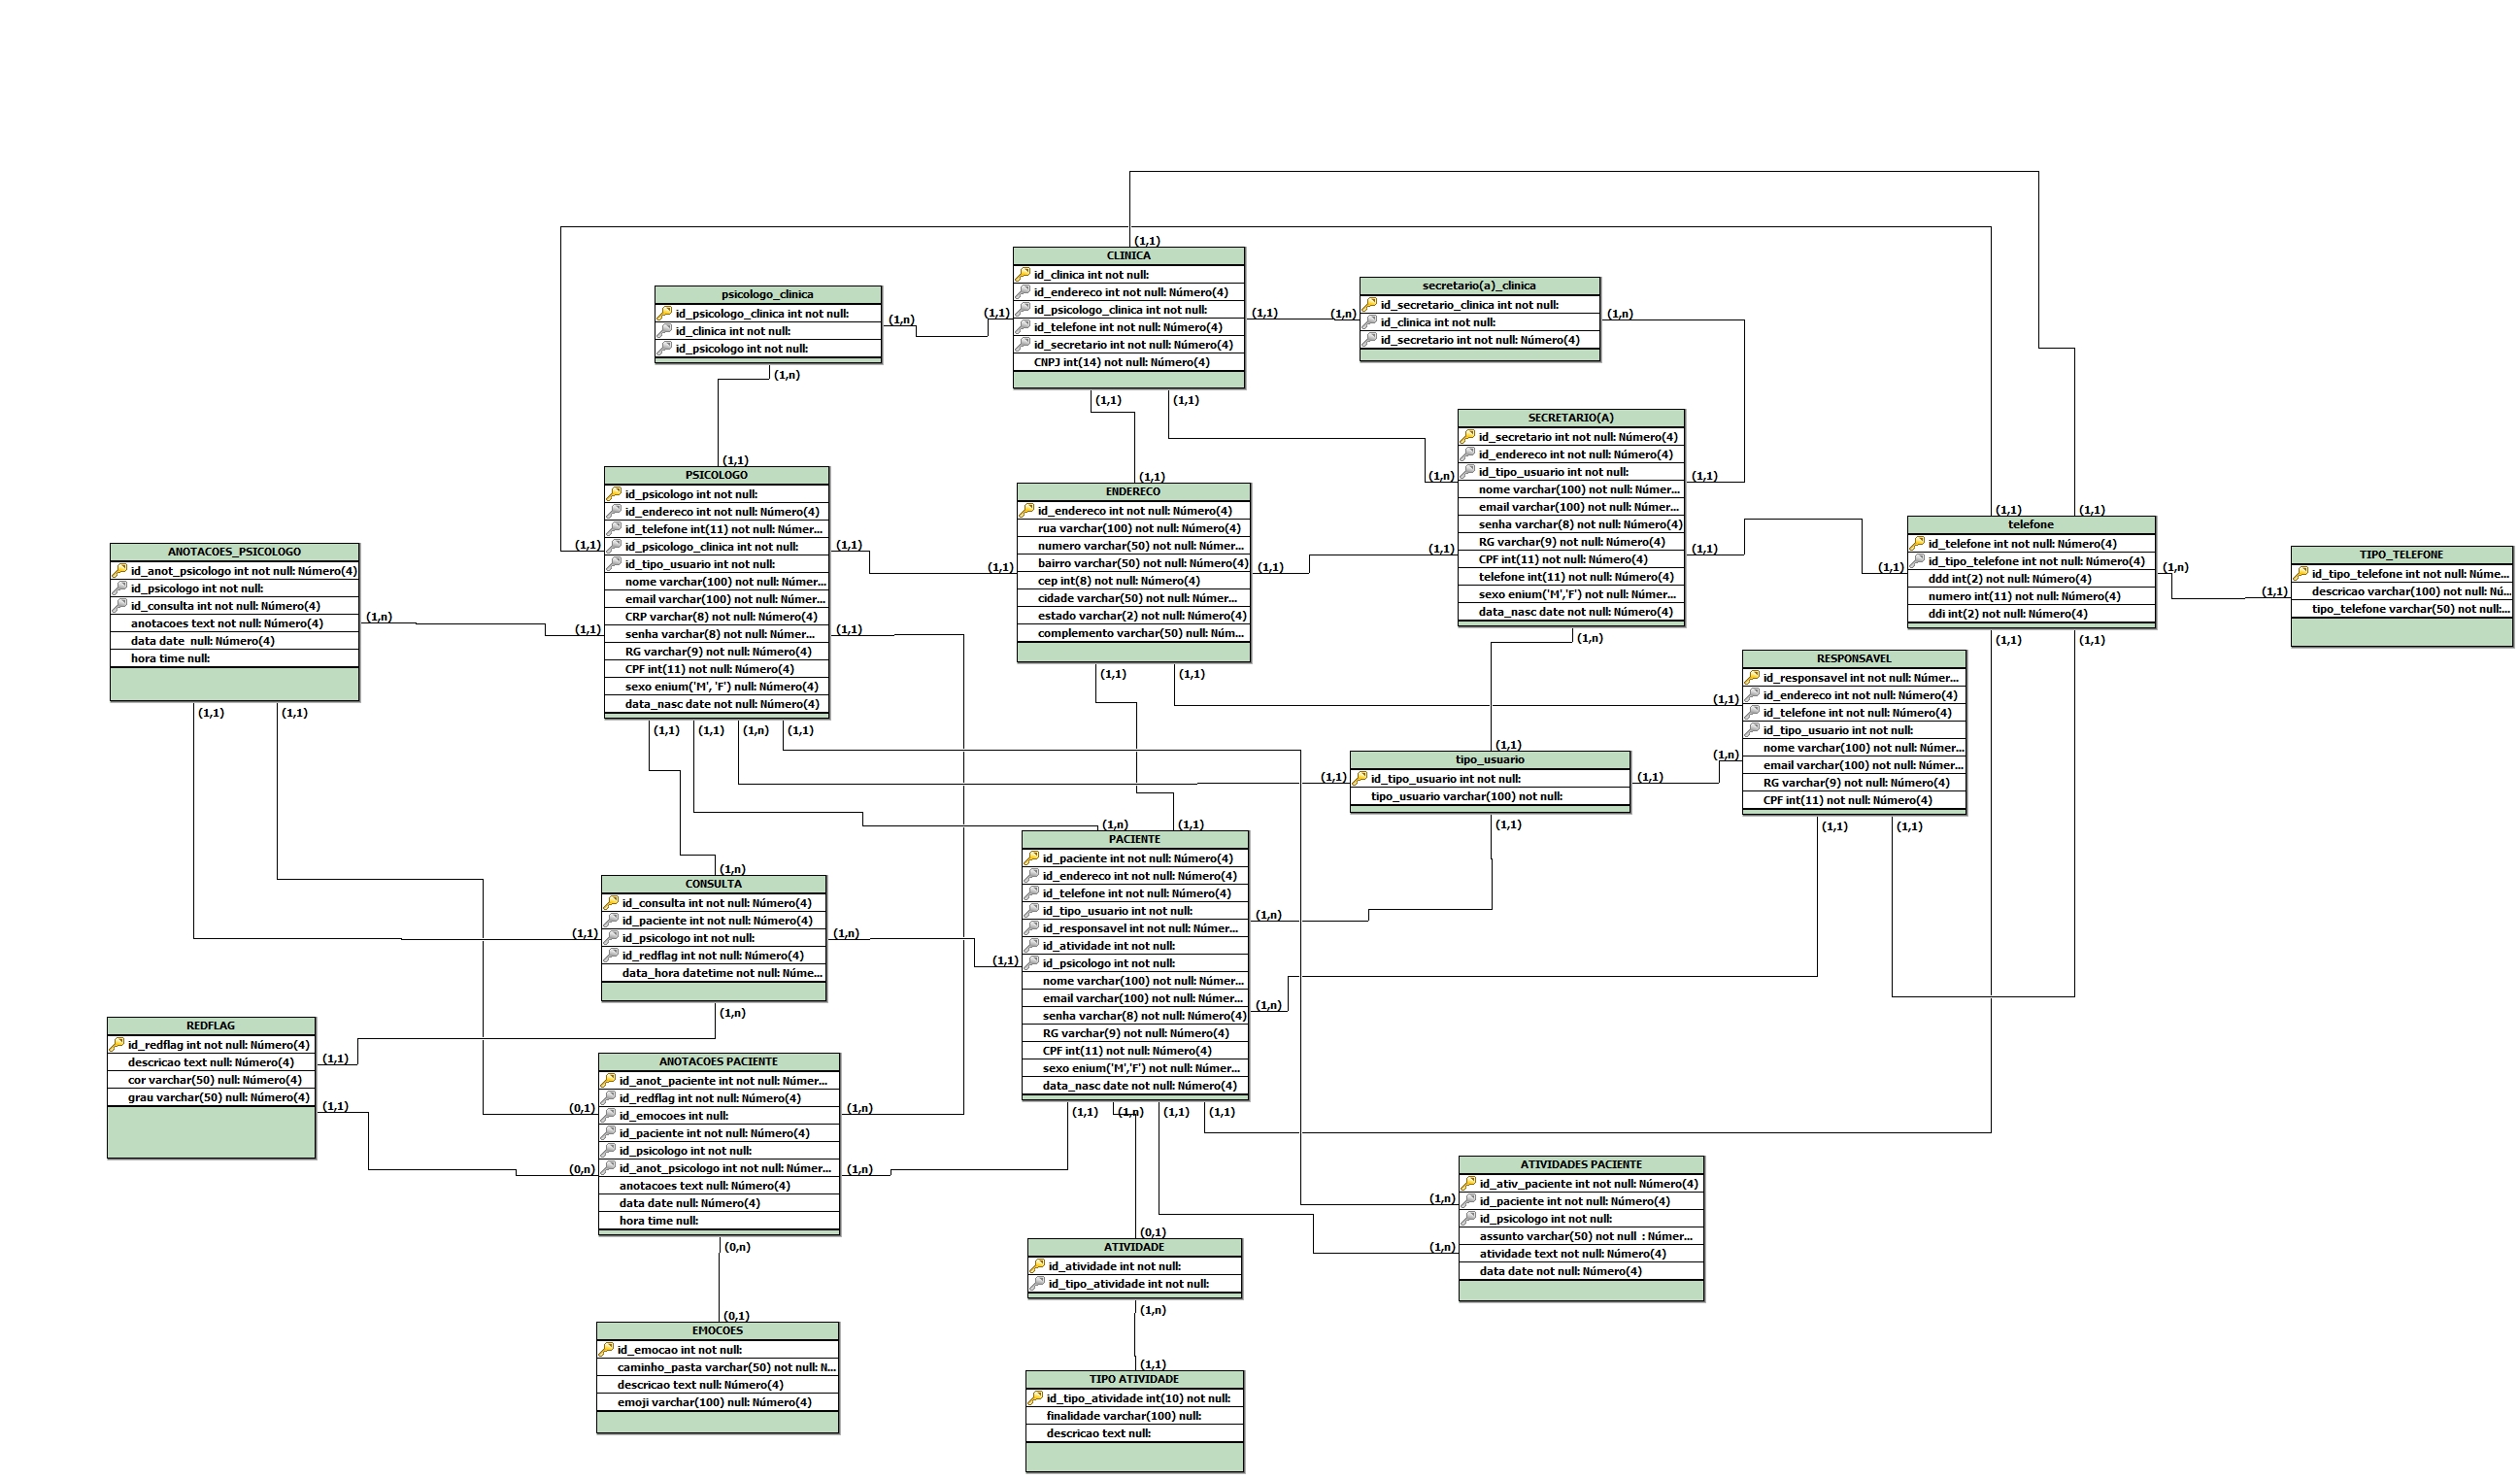 (1,1)
CLINICA
id_clinica int not null:
id_endereco int not null: Número(4)
id_psicologo_clinica int not null:
id_telefone int not null: Número(4)
id_secretario int not null: Número(4)
CNPJ int(14) not null: Número(4)
(1,1)
(1,1)
(1,1)
(1,1)
psicologo_clinica
id_psicologo_clinica int not null:
id_clinica int not null:
id_psicologo int not null:
(1,n)
(1,n)
secretario(a)_clinica
id_secretario_clinica int not null:
id_clinica int not null:
id_secretario int not null: Número(4)
(1,n)
(1,n)
SECRETARIO(A)
id_secretario int not null: Número(4)
id_endereco int not null: Número(4)
id_tipo_usuario int not null:
nome varchar(100) not null: Númer...
email varchar(100) not null: Númer...
senha varchar(8) not null: Número(4)
RG varchar(9) not null: Número(4)
CPF int(11) not null: Número(4)
telefone int(11) not null: Número(4)
sexo enium('M','F') not null: Númer...
data_nasc date not null: Número(4)
(1,n)
(1,1)
(1,1)
(1,1)
(1,n)
(1,1)
PSICOLOGO
id_psicologo int not null:
id_endereco int not null: Número(4)
id_telefone int(11) not null: Númer...
id_psicologo_clinica int not null:
id_tipo_usuario int not null:
nome varchar(100) not null: Númer...
email varchar(100) not null: Númer...
CRP varchar(8) not null: Número(4)
senha varchar(8) not null: Númer...
RG varchar(9) not null: Número(4)
CPF int(11) not null: Número(4)
sexo enium('M', 'F') null: Número(4)
data_nasc date not null: Número(4)
(1,1)
(1,1)
(1,1)
(1,1)
(1,1)
(1,1)
(1,n)
(1,1)
(1,1)
ENDERECO
id_endereco int not null: Número(4)
rua varchar(100) not null: Número(4)
numero varchar(50) not null: Númer...
bairro varchar(50) not null: Número(4)
cep int(8) not null: Número(4)
cidade varchar(50) not null: Númer...
estado varchar(2) not null: Número(4)
complemento varchar(50) not null: Núm...
(1,1)
(1,1)
(1,1)
(1,1)
(1,1)
(1,1)
telefone
id_telefone int not null: Número(4)
id_tipo_telefone int not null: Número(4)
ddd int(2) not null: Número(4)
numero int(11) not null: Número(4)
ddi int(2) not null: Número(4)
(1,1)
(1,n)
(1,1)
(1,1)
TIPO_TELEFONE
id_tipo_telefone int not null: Núme...
descricao varchar(100) not null: Nú...
tipo_telefone varchar(50) not null:...
(1,1)
ANOTACOES_PSICOLOGO
id_anot_psicologo int not null: Número(4)
id_psicologo int not null:
id_consulta int not null: Número(4)
anotacoes text not null: Número(4)
data date  null: Número(4)
hora time null:
(1,n)
(1,1)
(1,1)
RESPONSAVEL
id_responsavel int not null: Númer...
id_endereco int not null: Número(4)
id_telefone int not null: Número(4)
id_tipo_usuario int not null:
nome varchar(100) not null: Númer...
email varchar(100) not null: Númer...
RG varchar(9) not null: Número(4)
CPF int(11) not null: Número(4)
(1,1)
(1,n)
(1,1)
(1,1)
(1,1)
tipo_usuario
id_tipo_usuario int not null:
tipo_usuario varchar(100) not null:
(1,1)
(1,1)
(1,1)
(1,n)
(1,1)
PACIENTE
id_paciente int not null: Número(4)
id_endereco int not null: Número(4)
id_telefone int not null: Número(4)
id_tipo_usuario int not null:
id_responsavel int not null: Númer...
id_atividade int not null:
id_psicologo int not null:
nome varchar(100) not null: Númer...
email varchar(100) not null: Númer...
senha varchar(8) not null: Número(4)
RG varchar(9) not null: Número(4)
CPF int(11) not null: Número(4)
sexo enium('M','F') not null: Númer...
data_nasc date not null: Número(4)
(1,n)
(1,1)
(1,n)
(1,1)
(1,n)
(1,1)
(1,1)
(1,n)
CONSULTA
id_consulta int not null: Número(4)
id_paciente int not null: Número(4)
id_psicologo int not null:
id_redflag int not null: Número(4)
data_hora datetime not null: Núme...
(1,1)
(1,n)
(1,n)
REDFLAG
id_redflag int not null: Número(4)
descricao text null: Número(4)
cor varchar(50) null: Número(4)
grau varchar(50) null: Número(4)
(1,1)
(1,1)
ANOTACOES PACIENTE
id_anot_paciente int not null: Númer...
id_redflag int not null: Número(4)
id_emocoes int null:
id_paciente int not null: Número(4)
id_psicologo int not null:
id_anot_psicologo int not null: Númer...
anotacoes text null: Número(4)
data date null: Número(4)
hora time null:
(0,1)
(1,n)
(0,n)
(1,n)
(0,n)
(0,1)
EMOCOES
id_emocao int not null:
caminho_pasta varchar(50) not null: N...
descricao text null: Número(4)
emoji varchar(100) null: Número(4)
(0,1)
ATIVIDADE
id_atividade int not null:
id_tipo_atividade int not null:
(1,n)
(1,1)
TIPO ATIVIDADE
id_tipo_atividade int(10) not null:
finalidade varchar(100) null:
descricao text null:
ATIVIDADES PACIENTE
id_ativ_paciente int not null: Número(4)
id_paciente int not null: Número(4)
id_psicologo int not null:
assunto varchar(50) not null  : Númer...
atividade text not null: Número(4)
data date not null: Número(4)
(1,n)
(1,n)